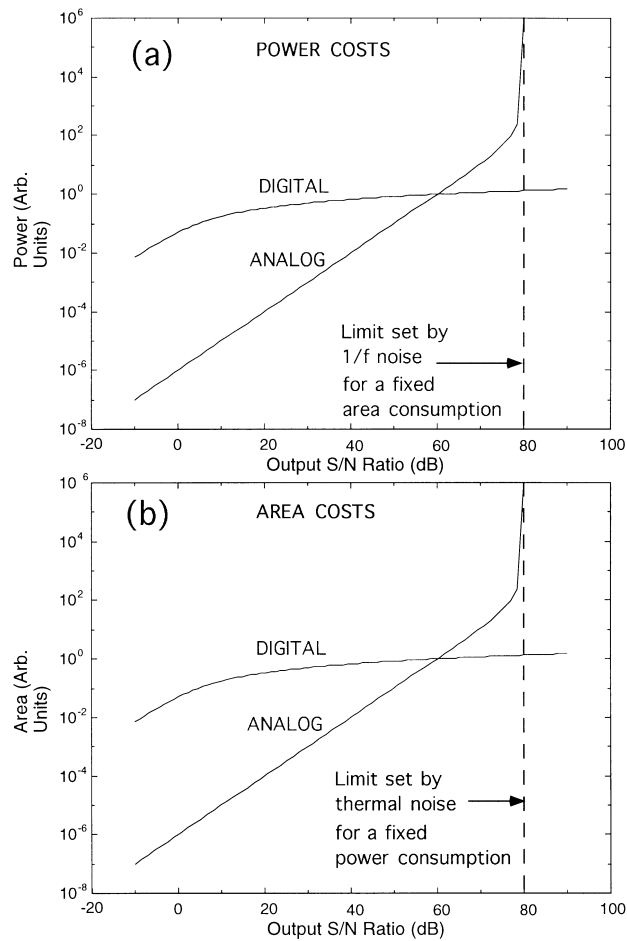 (a)
POWER COSTS
10^6
10^4
10^2
10^0
10^-2
10^-4
10^-6
10^-8
Power (Arb.
Units)
DIGITAL
ANALOG
Limit set by
1/f noise
for a fixed
area consumption
-20
0
20
40
60
80
100
Output S/N Ratio (dB)
(b)
AREA COSTS
10^6
10^4
10^2
10^0
10^-2
10^-4
10^-6
10^-8
Area (Arb.
Units)
DIGITAL
ANALOG
Limit set by
thermal noise
for a fixed
power consumption
-20
0
20
40
60
80
100
Output S/N Ratio (dB)